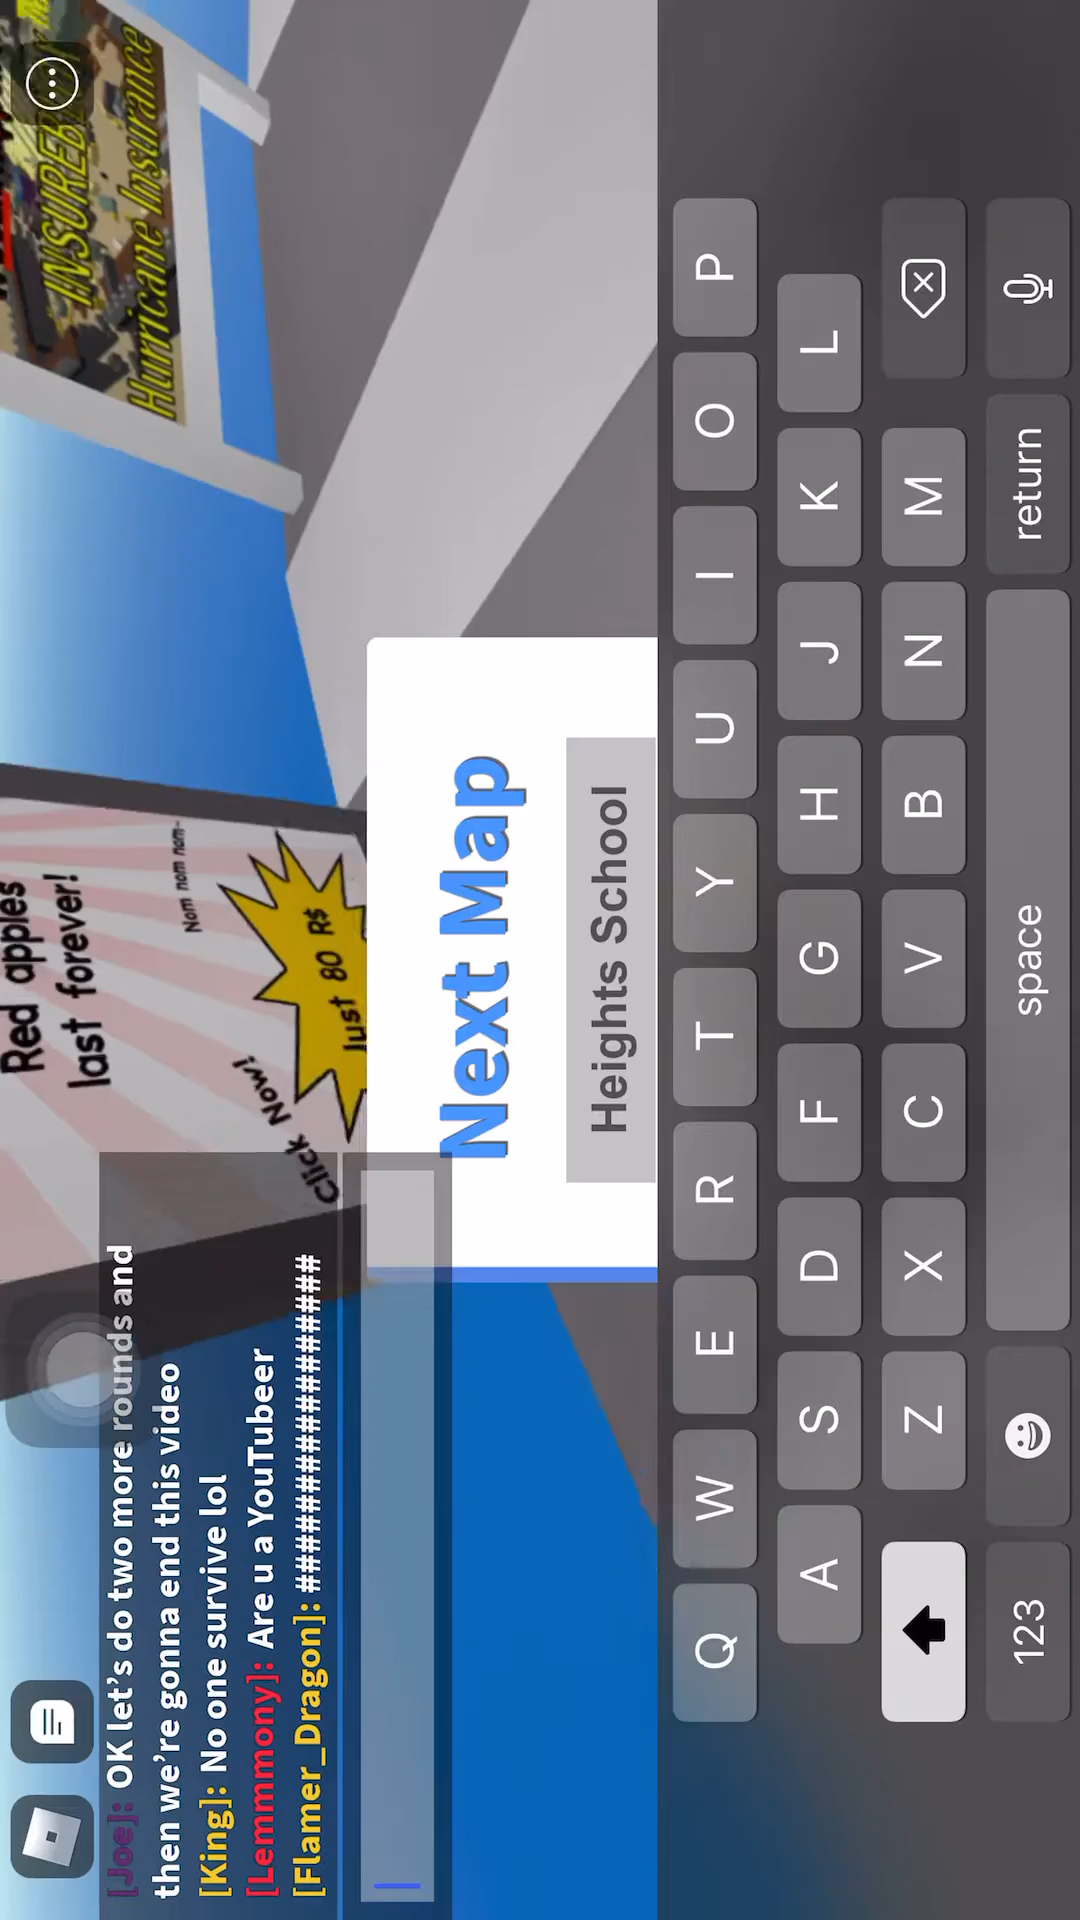 INSUREB
Hurricane Insurance
Red apples
last forever!
Nom nom nom-
Click Now!
Just 80 R$
[Joe]: OK let's do two more rounds and
then we're gonna end this video
[King]: No one survive lol
[Lemmmony]: Are u a YouTubeer
[Flamer_Dragon]: #######################
Next Map
Heights School
Q W E R T Y U I O P
A S D F G H J K L
Z X C V B N M
123 space return